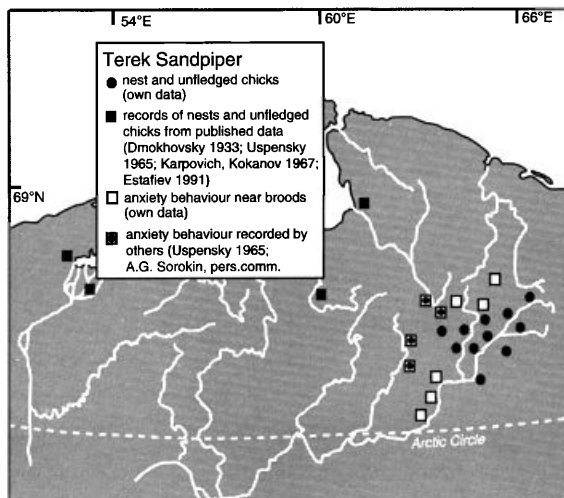 54°E
60°E
66°E
Terek Sandpiper
nest and unfledged chicks
(own data)
records of nests and unfledged
chicks from published data
(Dmokhovsky 1933; Uspensky
1965; Karpovich, Kokanov 1967;
Estafiev 1991)
69°N
anxiety behaviour near broods
(own data)
anxiety behaviour recorded by
others (Uspensky 1965;
A.G. Sorokin, pers.comm.
Arctic Circle